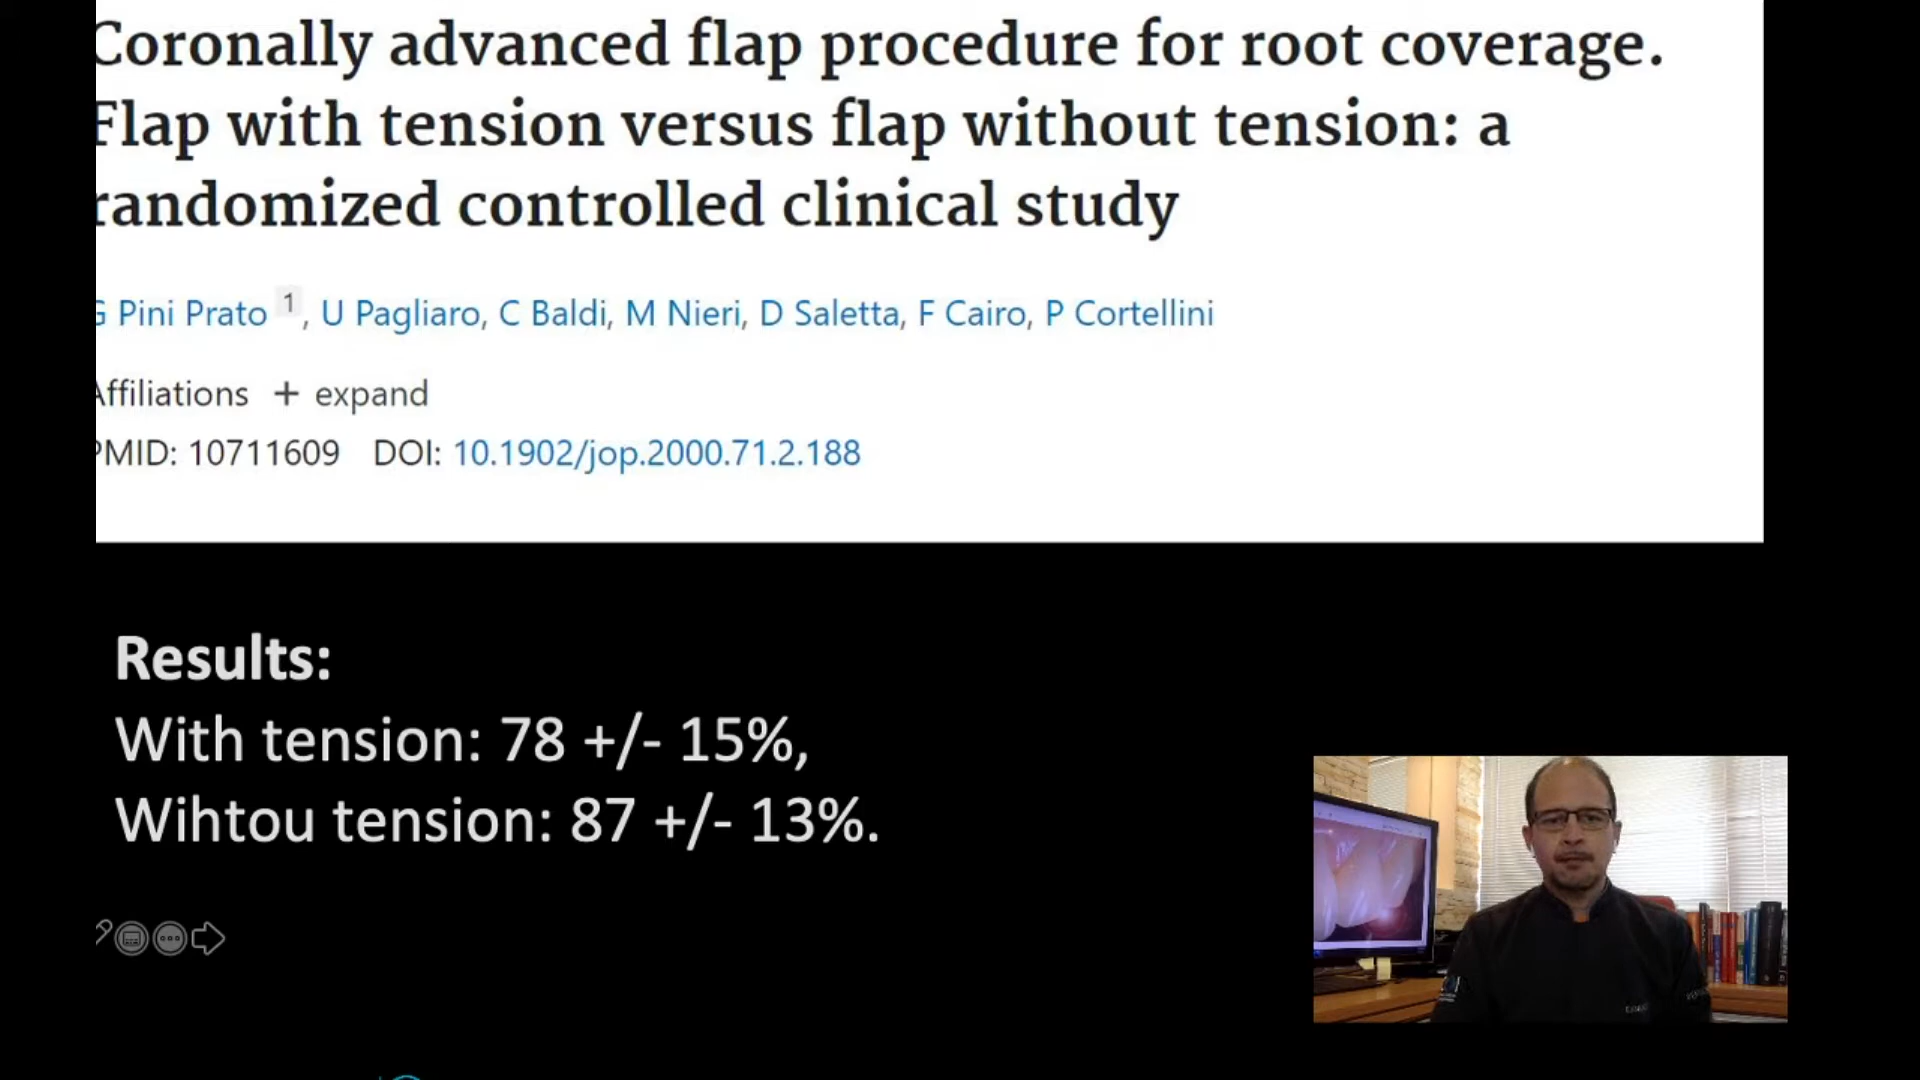 Coronally advanced flap procedure for root coverage.
Flap with tension versus flap without tension: a
randomized controlled clinical study
G Pini Prato 1, U Pagliaro, C Baldi, M Nieri, D Saletta, F Cairo, P Cortellini
Affiliations + expand
PMID: 10711609 DOI: 10.1902/jop.2000.71.2.188
Results:
With tension: 78 +/- 15%,
Wihtou tension: 87 +/- 13%.